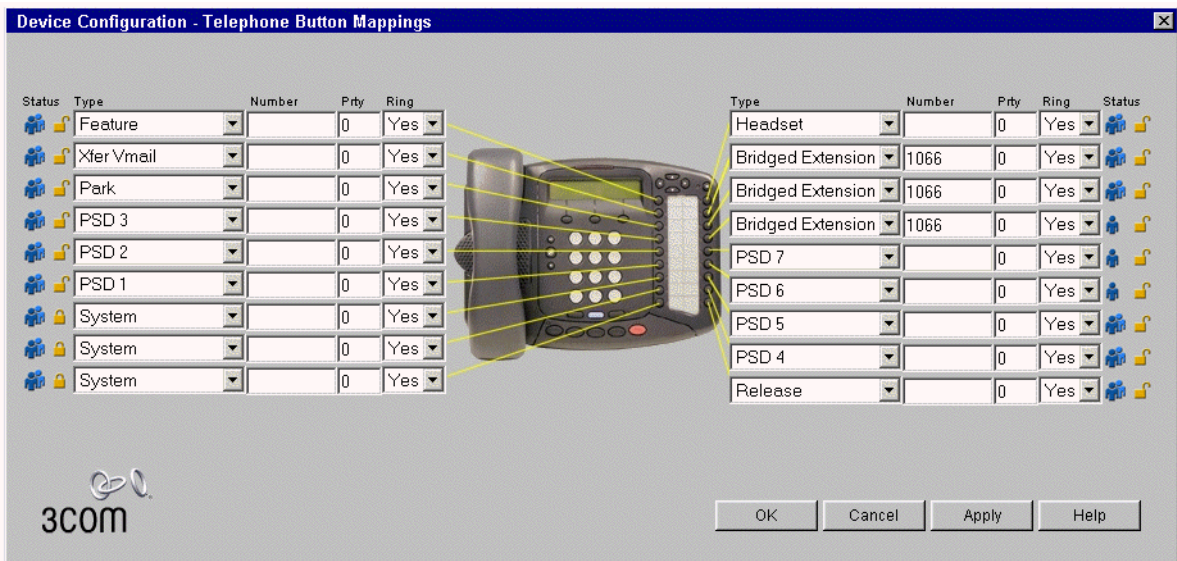 Device Configuration - Telephone Button Mappings
Status Type Number Prty Ring
Feature 0 Yes
Xfer Vmail 0 Yes
Park 0 Yes
PSD 3 0 Yes
PSD 2 0 Yes
PSD 1 0 Yes
System 0 Yes
System 0 Yes
System 0 Yes
Type Number Prty Ring Status
Headset 0 Yes
Bridged Extension 1066 0 Yes
Bridged Extension 1066 0 Yes
Bridged Extension 1066 0 Yes
PSD 7 0 Yes
PSD 6 0 Yes
PSD 5 0 Yes
PSD 4 0 Yes
Release 0 Yes
3COM
OK Cancel Apply Help